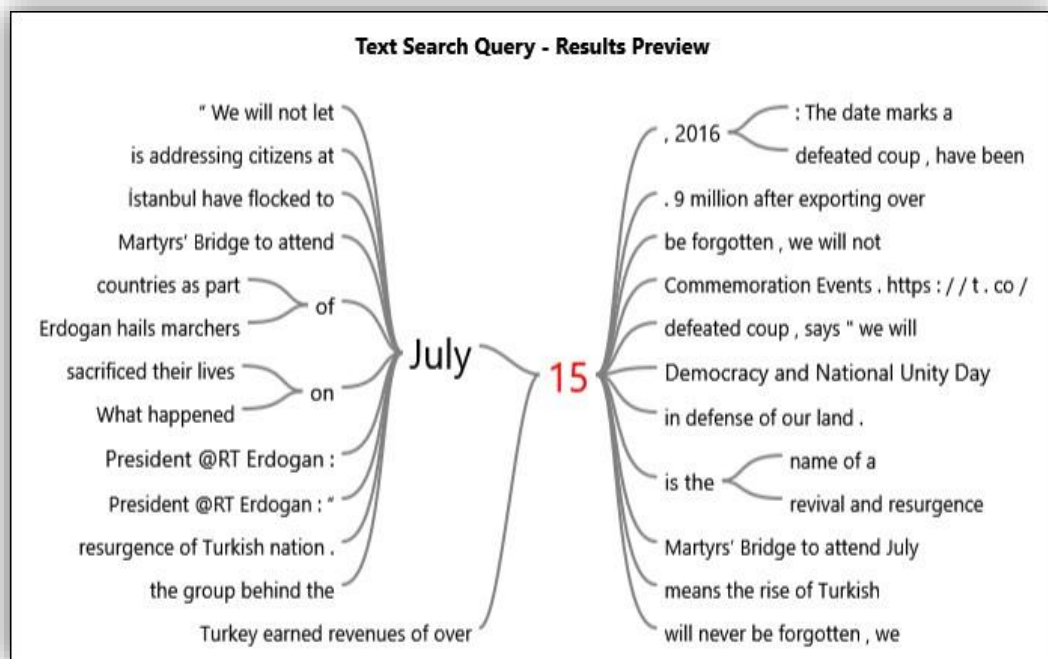 Text Search Query - Results Preview
“ We will not let
is addressing citizens at
İstanbul have flocked to
Martyrs' Bridge to attend
countries as part
Erdogan hails marchers
of
sacrificed their lives
What happened
on
President @RT Erdogan :
President @RT Erdogan : “
resurgence of Turkish nation .
the group behind the
July
Turkey earned revenues of over
15
, 2016
: The date marks a
defeated coup , have been
. 9 million after exporting over
be forgotten , we will not
Commemoration Events . https : / / t . co /
defeated coup , says " we will
Democracy and National Unity Day
in defense of our land .
is the
name of a
revival and resurgence
Martyrs' Bridge to attend July
means the rise of Turkish
will never be forgotten , we